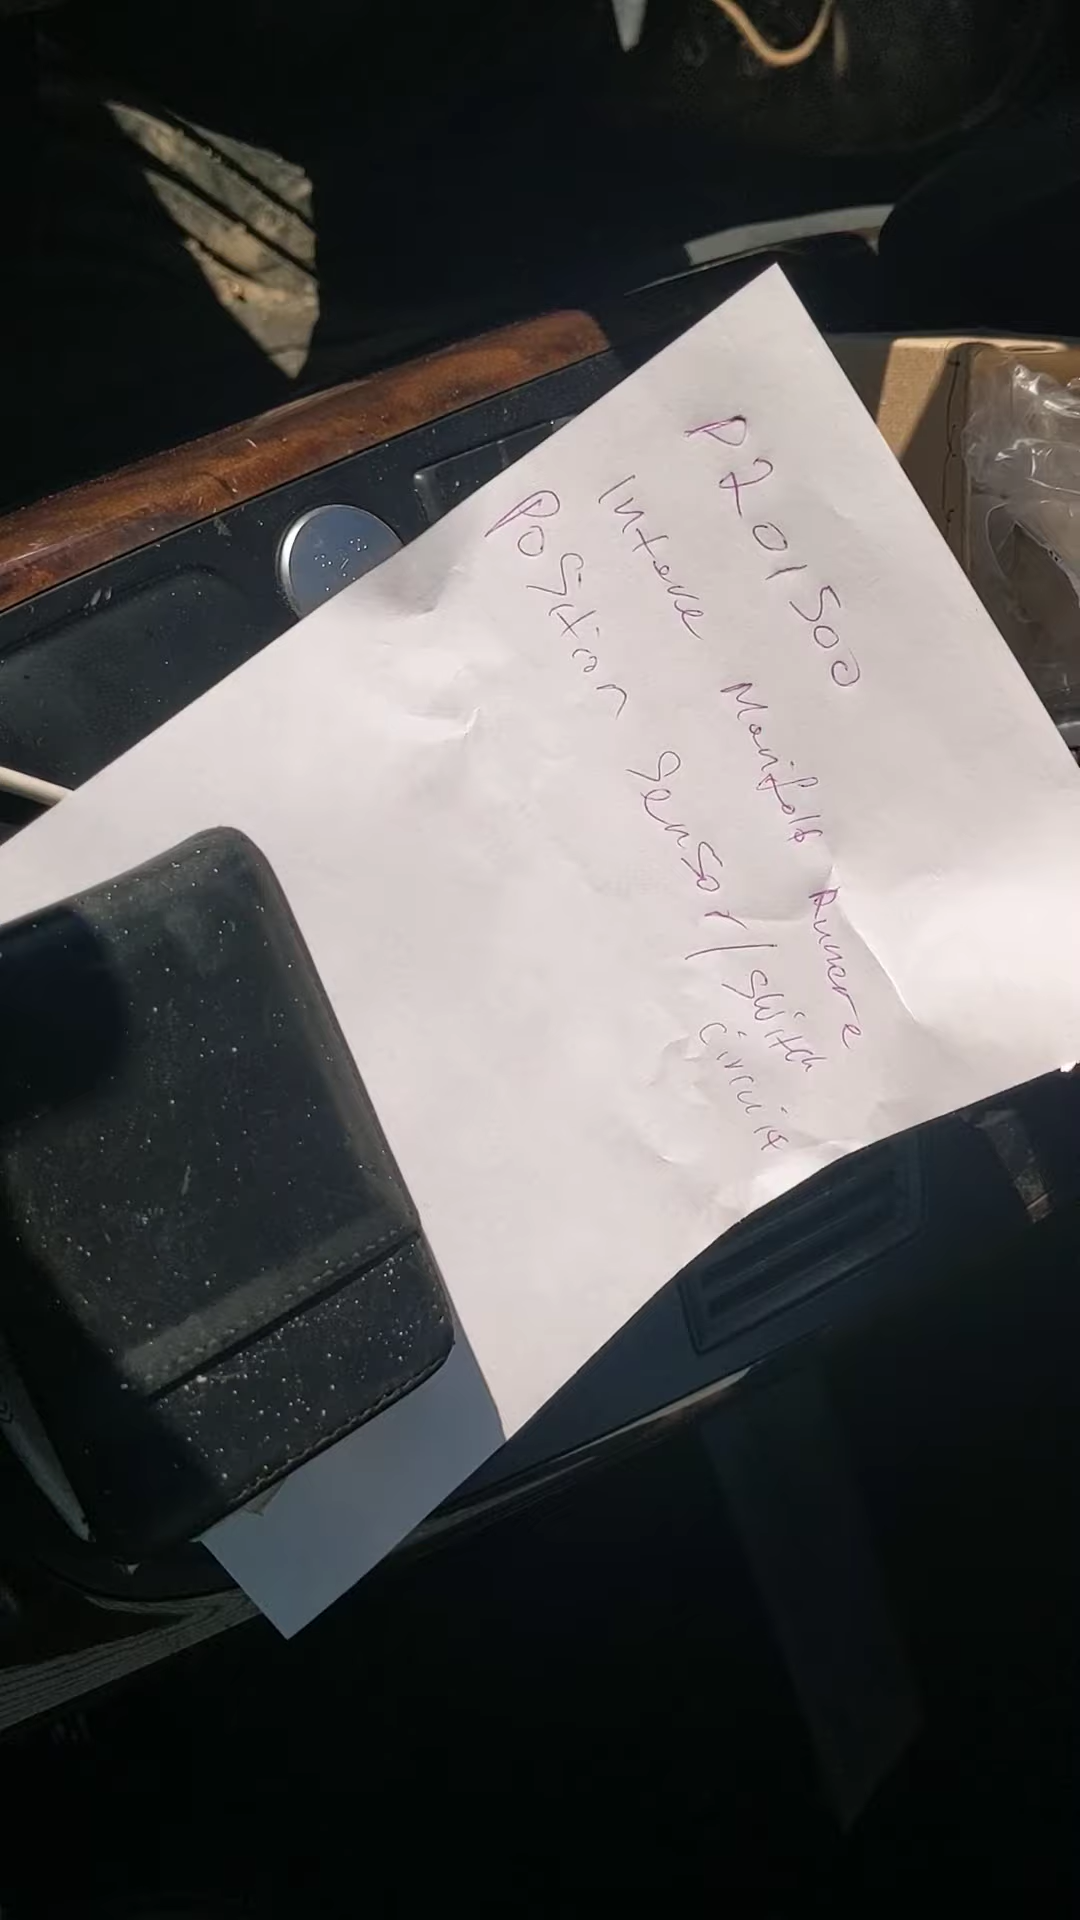 P201500
Intake Manifold Runner
Position Sensor/Switch
Circuit